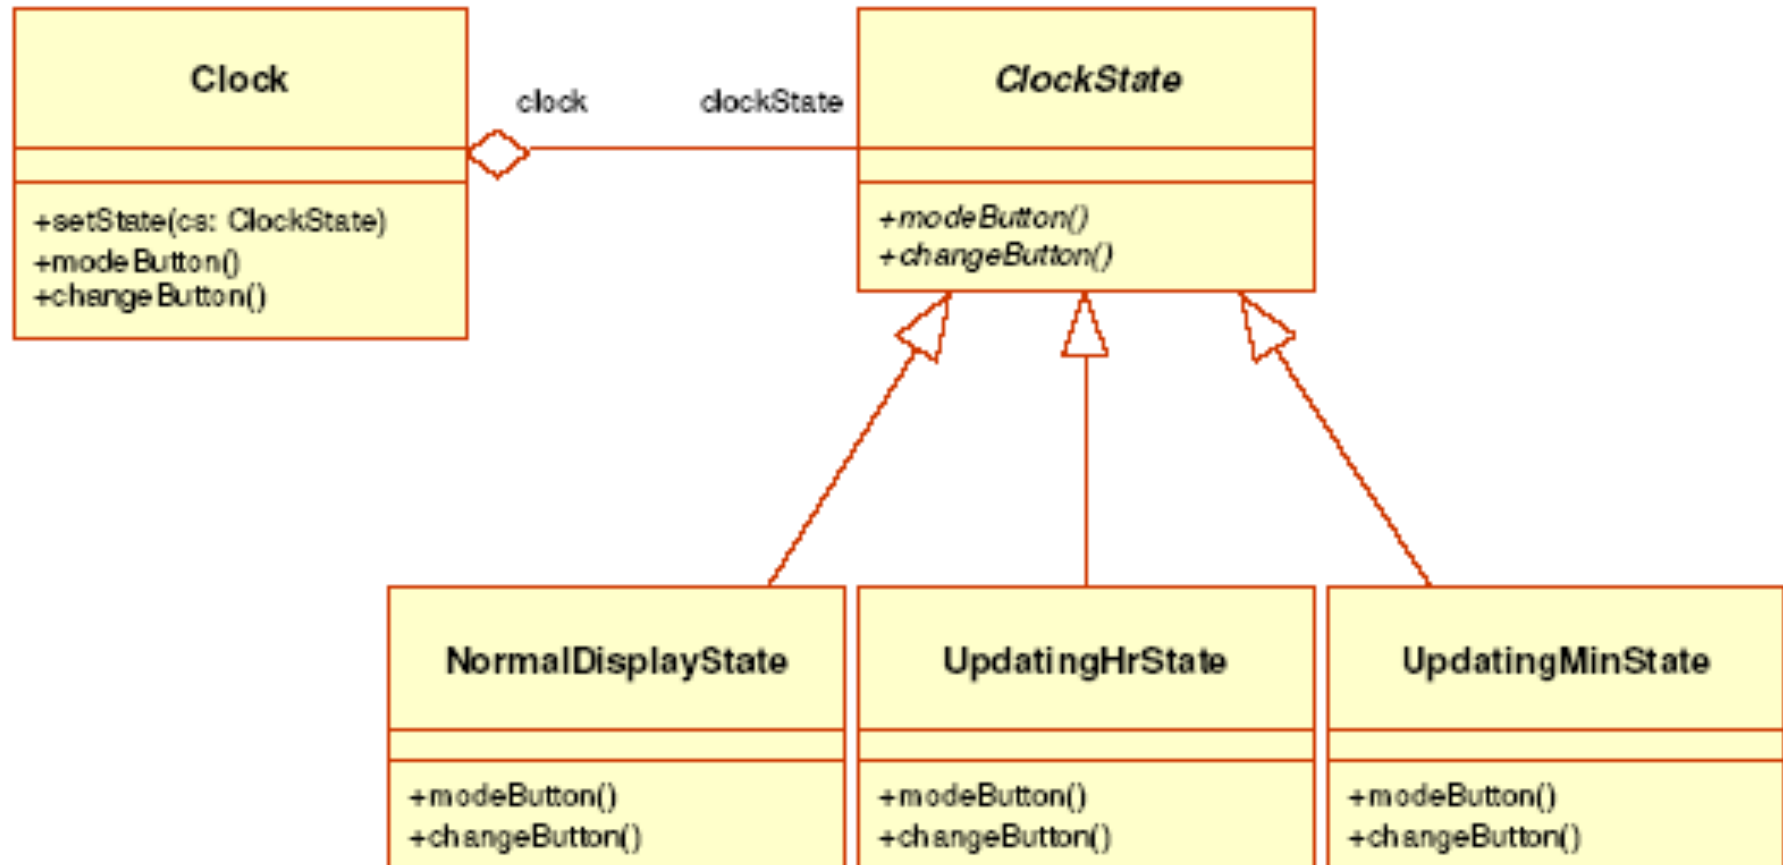 Clock
clock
clockState
ClockState
+setState(cs: ClockState)
+modeButton()
+changeButton()
+modeButton()
+changeButton()
NormalDisplayState
UpdatingHrState
UpdatingMinState
+modeButton()
+changeButton()
+modeButton()
+changeButton()
+modeButton()
+changeButton()